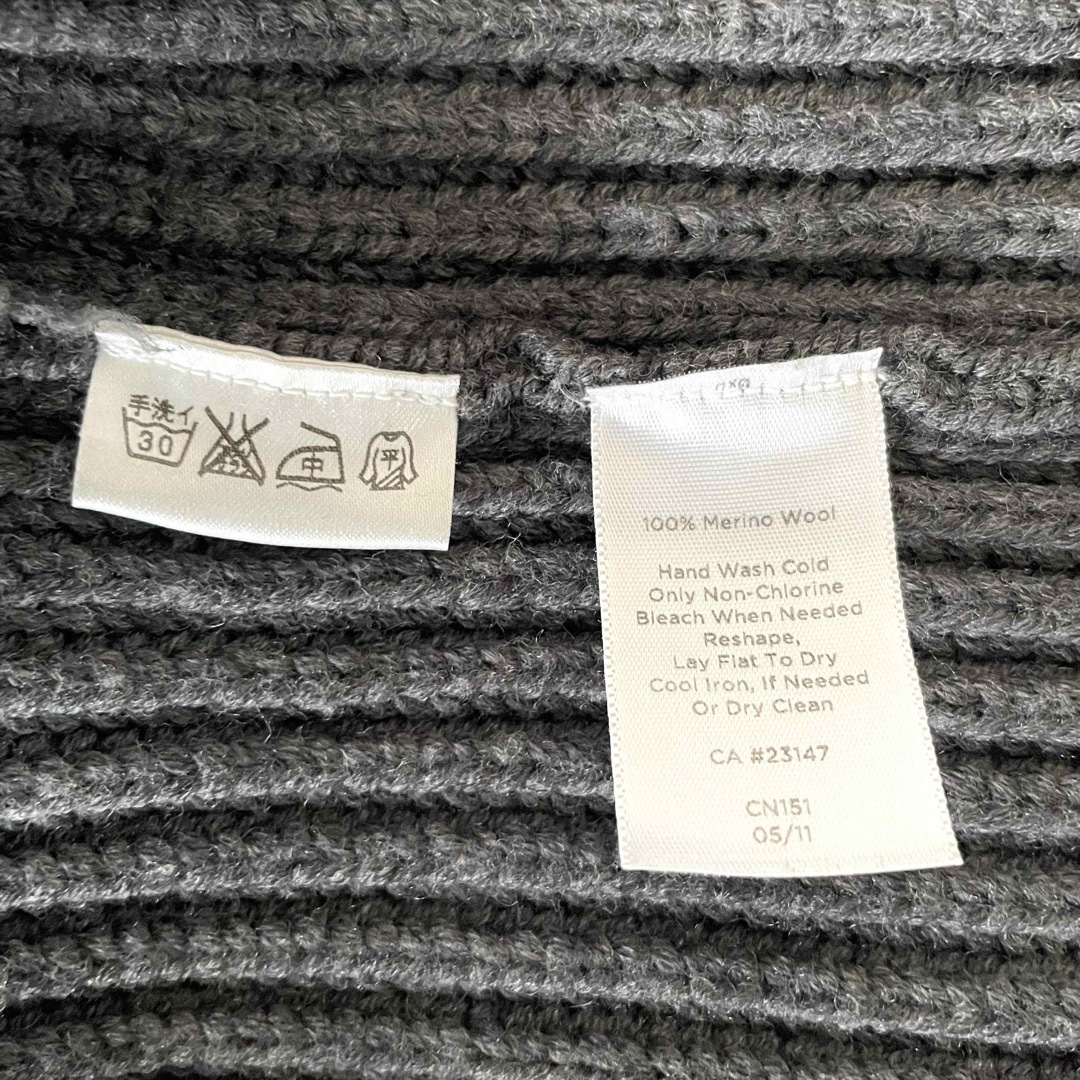 手洗イ
30
中
平
100% Merino Wool
Hand Wash Cold
Only Non-Chlorine
Bleach When Needed
Reshape,
Lay Flat To Dry
Cool Iron, If Needed
Or Dry Clean
CA #23147
CN151
05/11